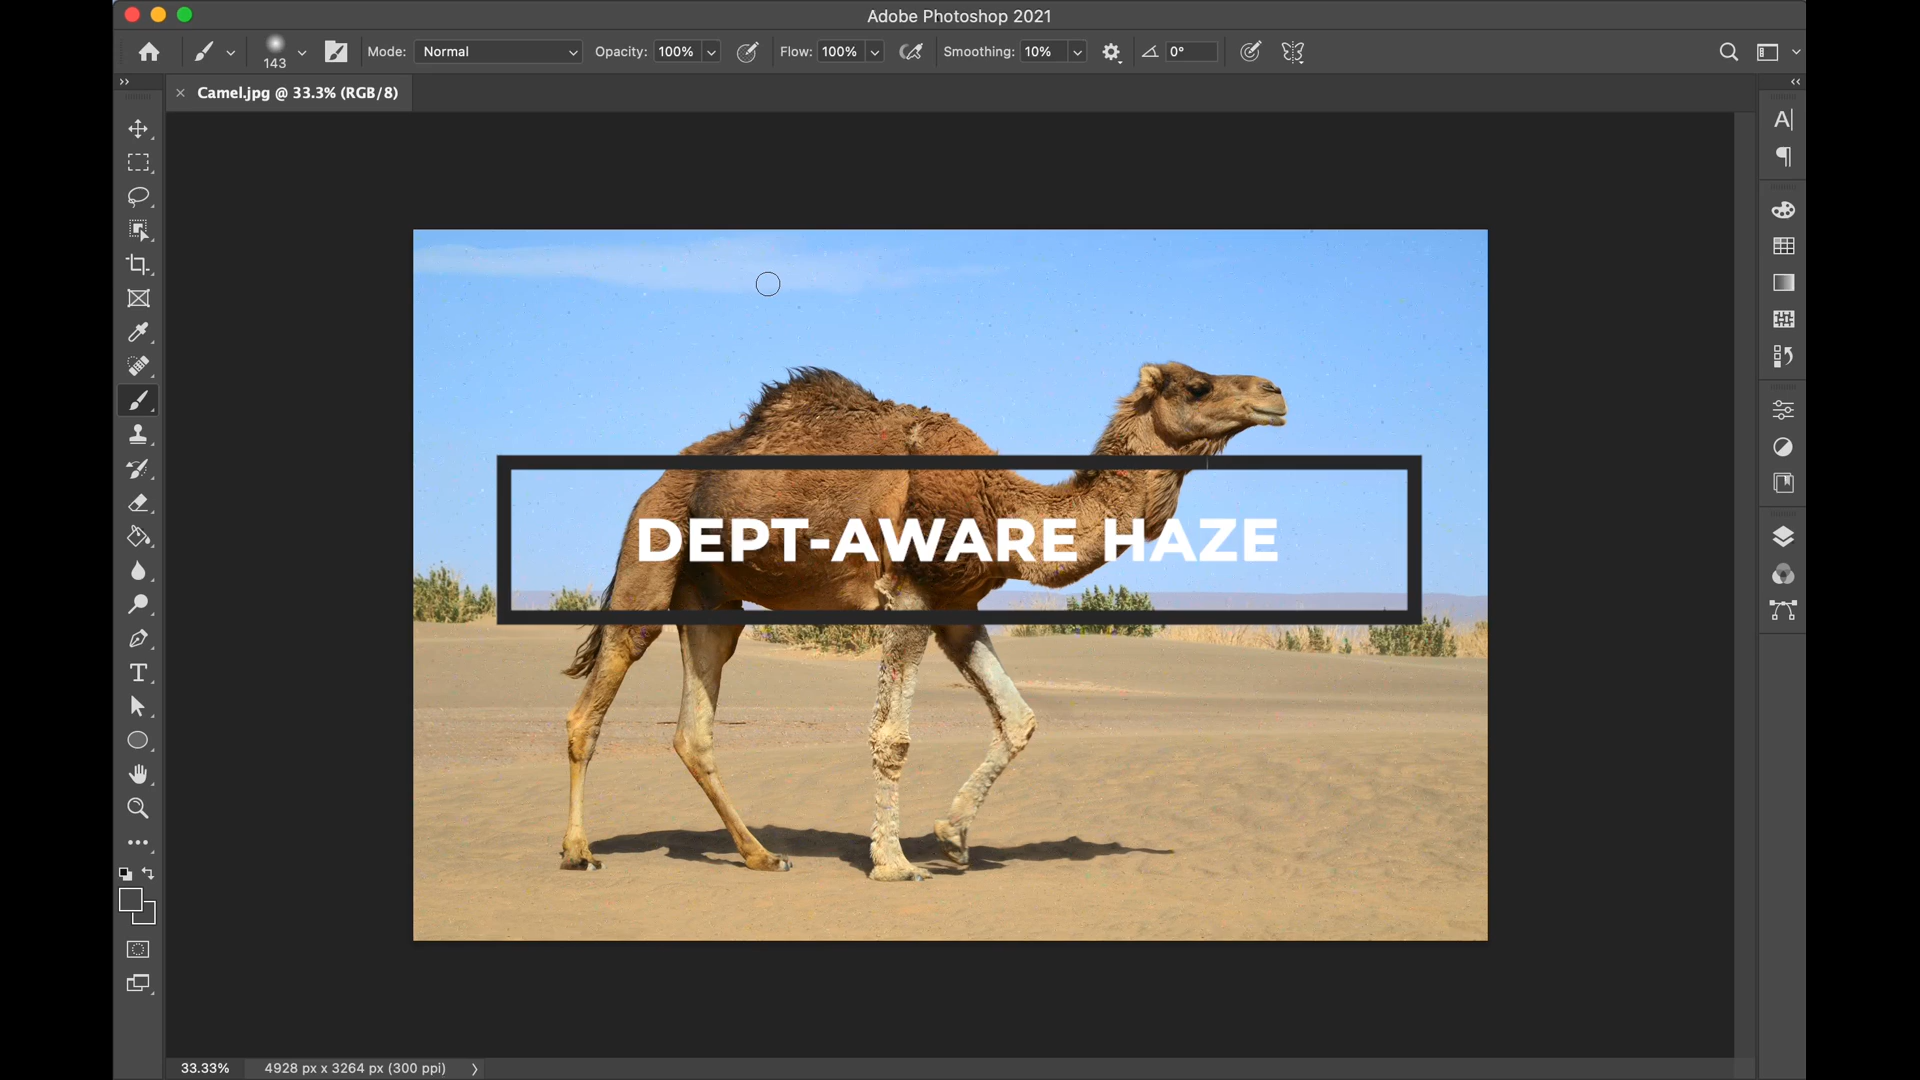 Adobe Photoshop 2021
143
Mode: Normal Opacity: 100% Flow: 100% Smoothing: 10% 0°
Camel.jpg @ 33.3% (RGB/8)
DEPT-AWARE HAZE
33.33% 4928 px x 3264 px (300 ppi)